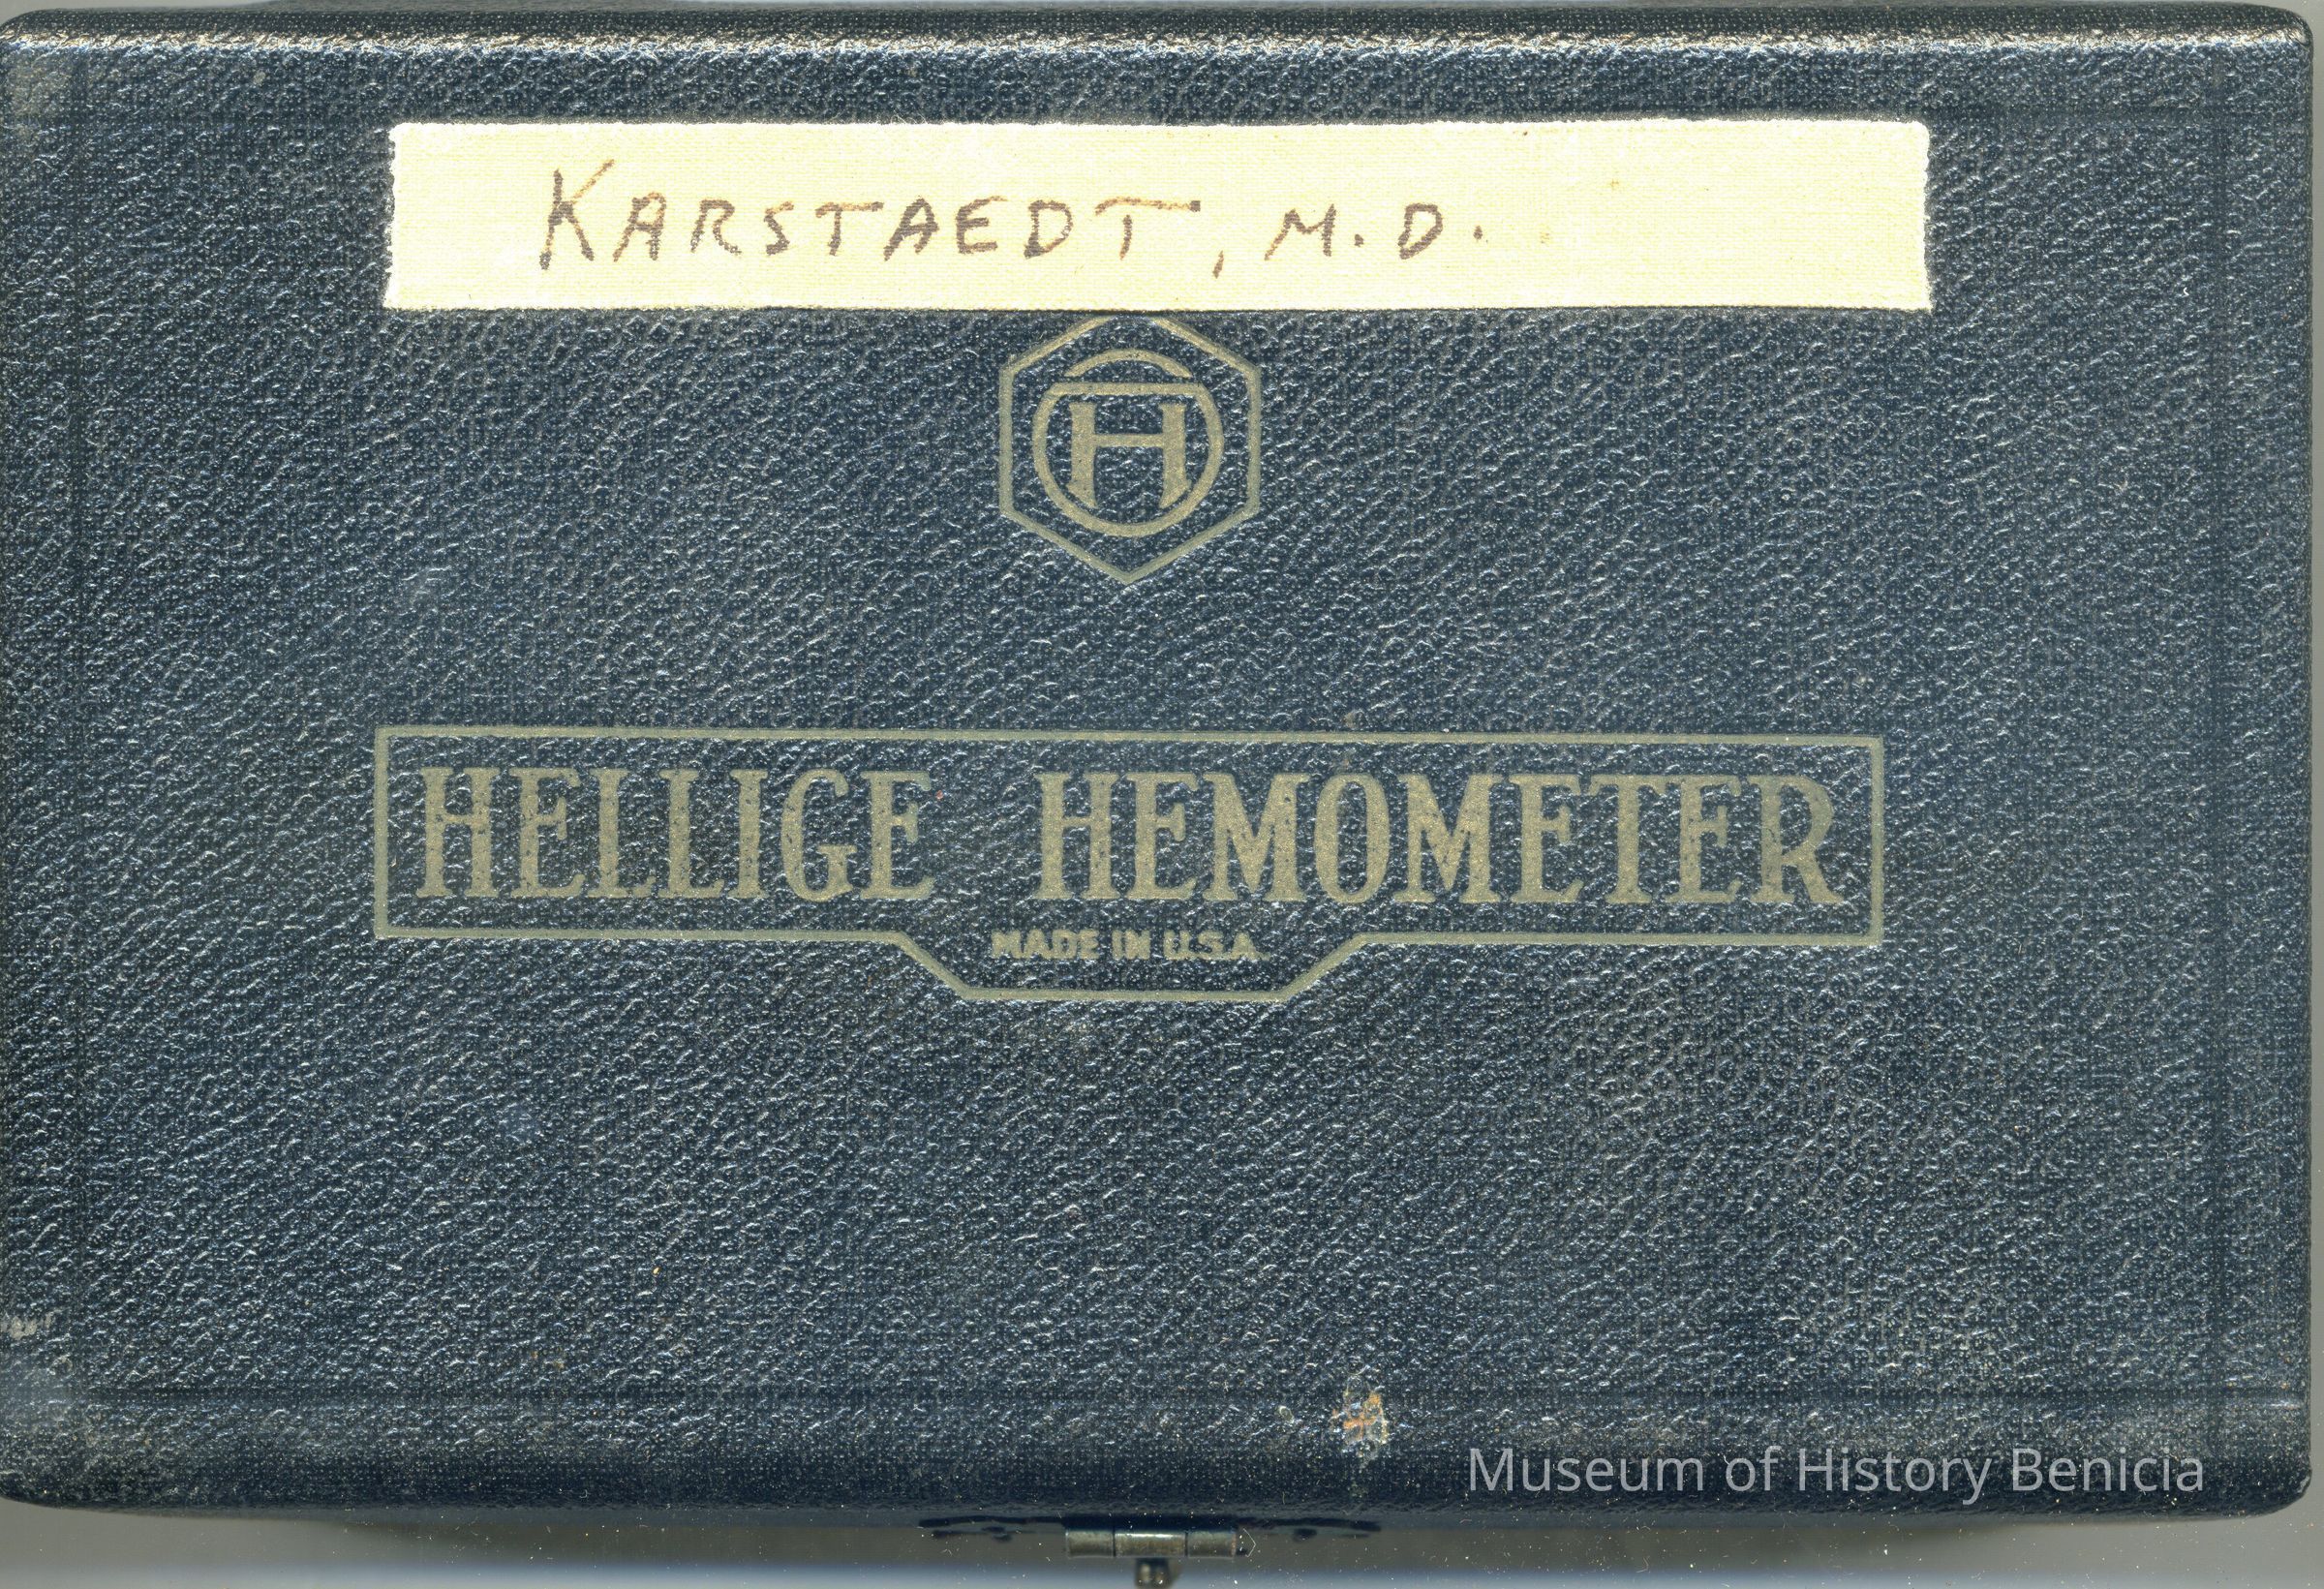 KARSTAEDT, M.D.
H
HELLIGE HEMOMETER
MADE IN U.S.A.
Museum of History Benicia